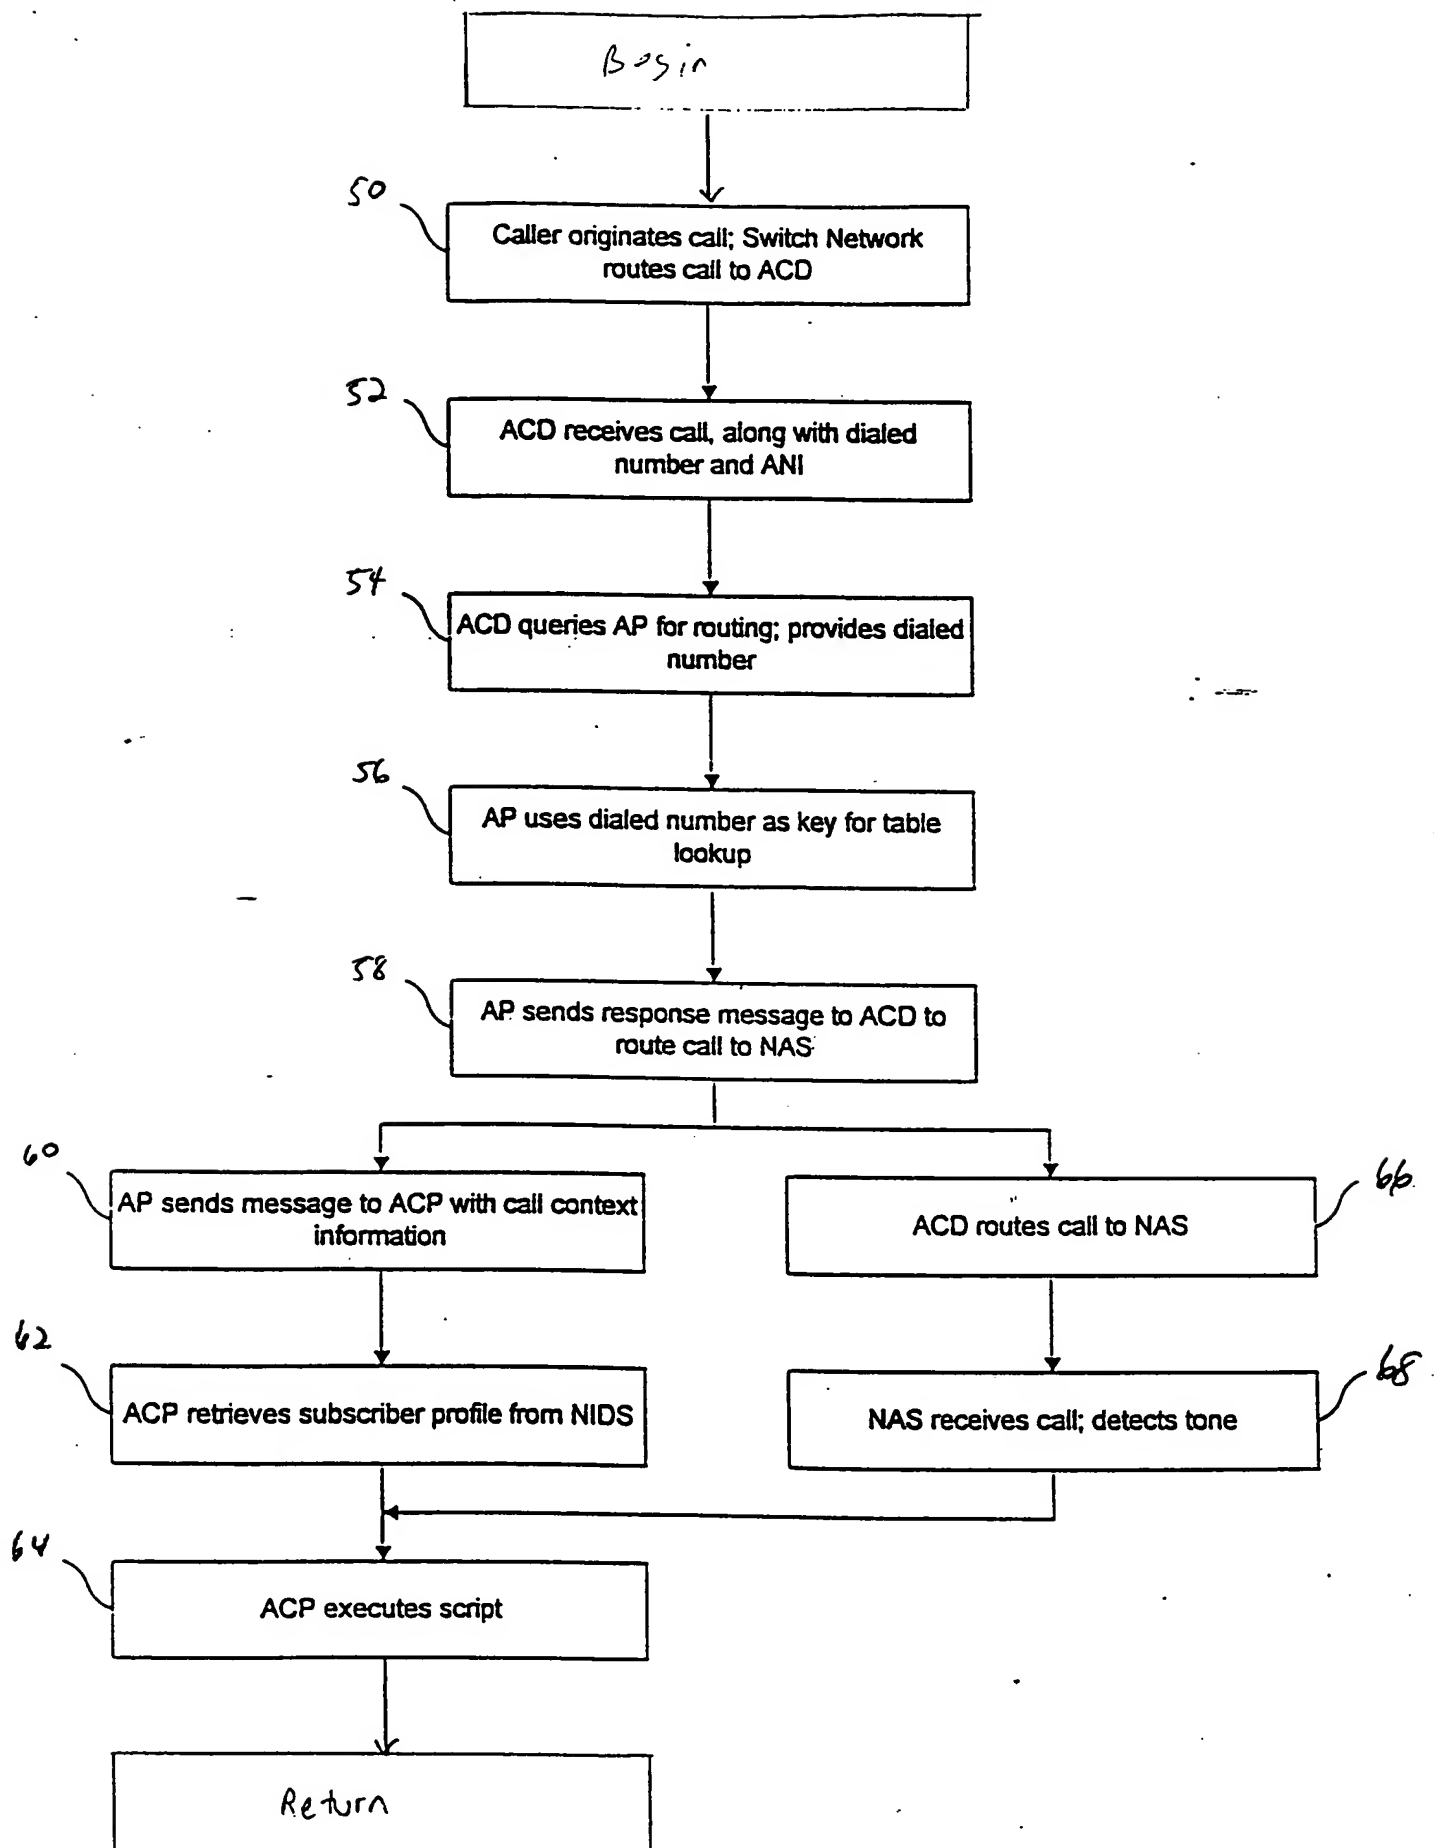 Begin
50
Caller originates call; Switch Network
routes call to ACD
52
ACD receives call, along with dialed
number and ANI
54
ACD queries AP for routing; provides dialed
number
56
AP uses dialed number as key for table
lookup
58
AP sends response message to ACD to
route call to NAS
60
AP sends message to ACP with call context
information
66
ACD routes call to NAS
62
ACP retrieves subscriber profile from NIDS
68
NAS receives call; detects tone
64
ACP executes script
Return